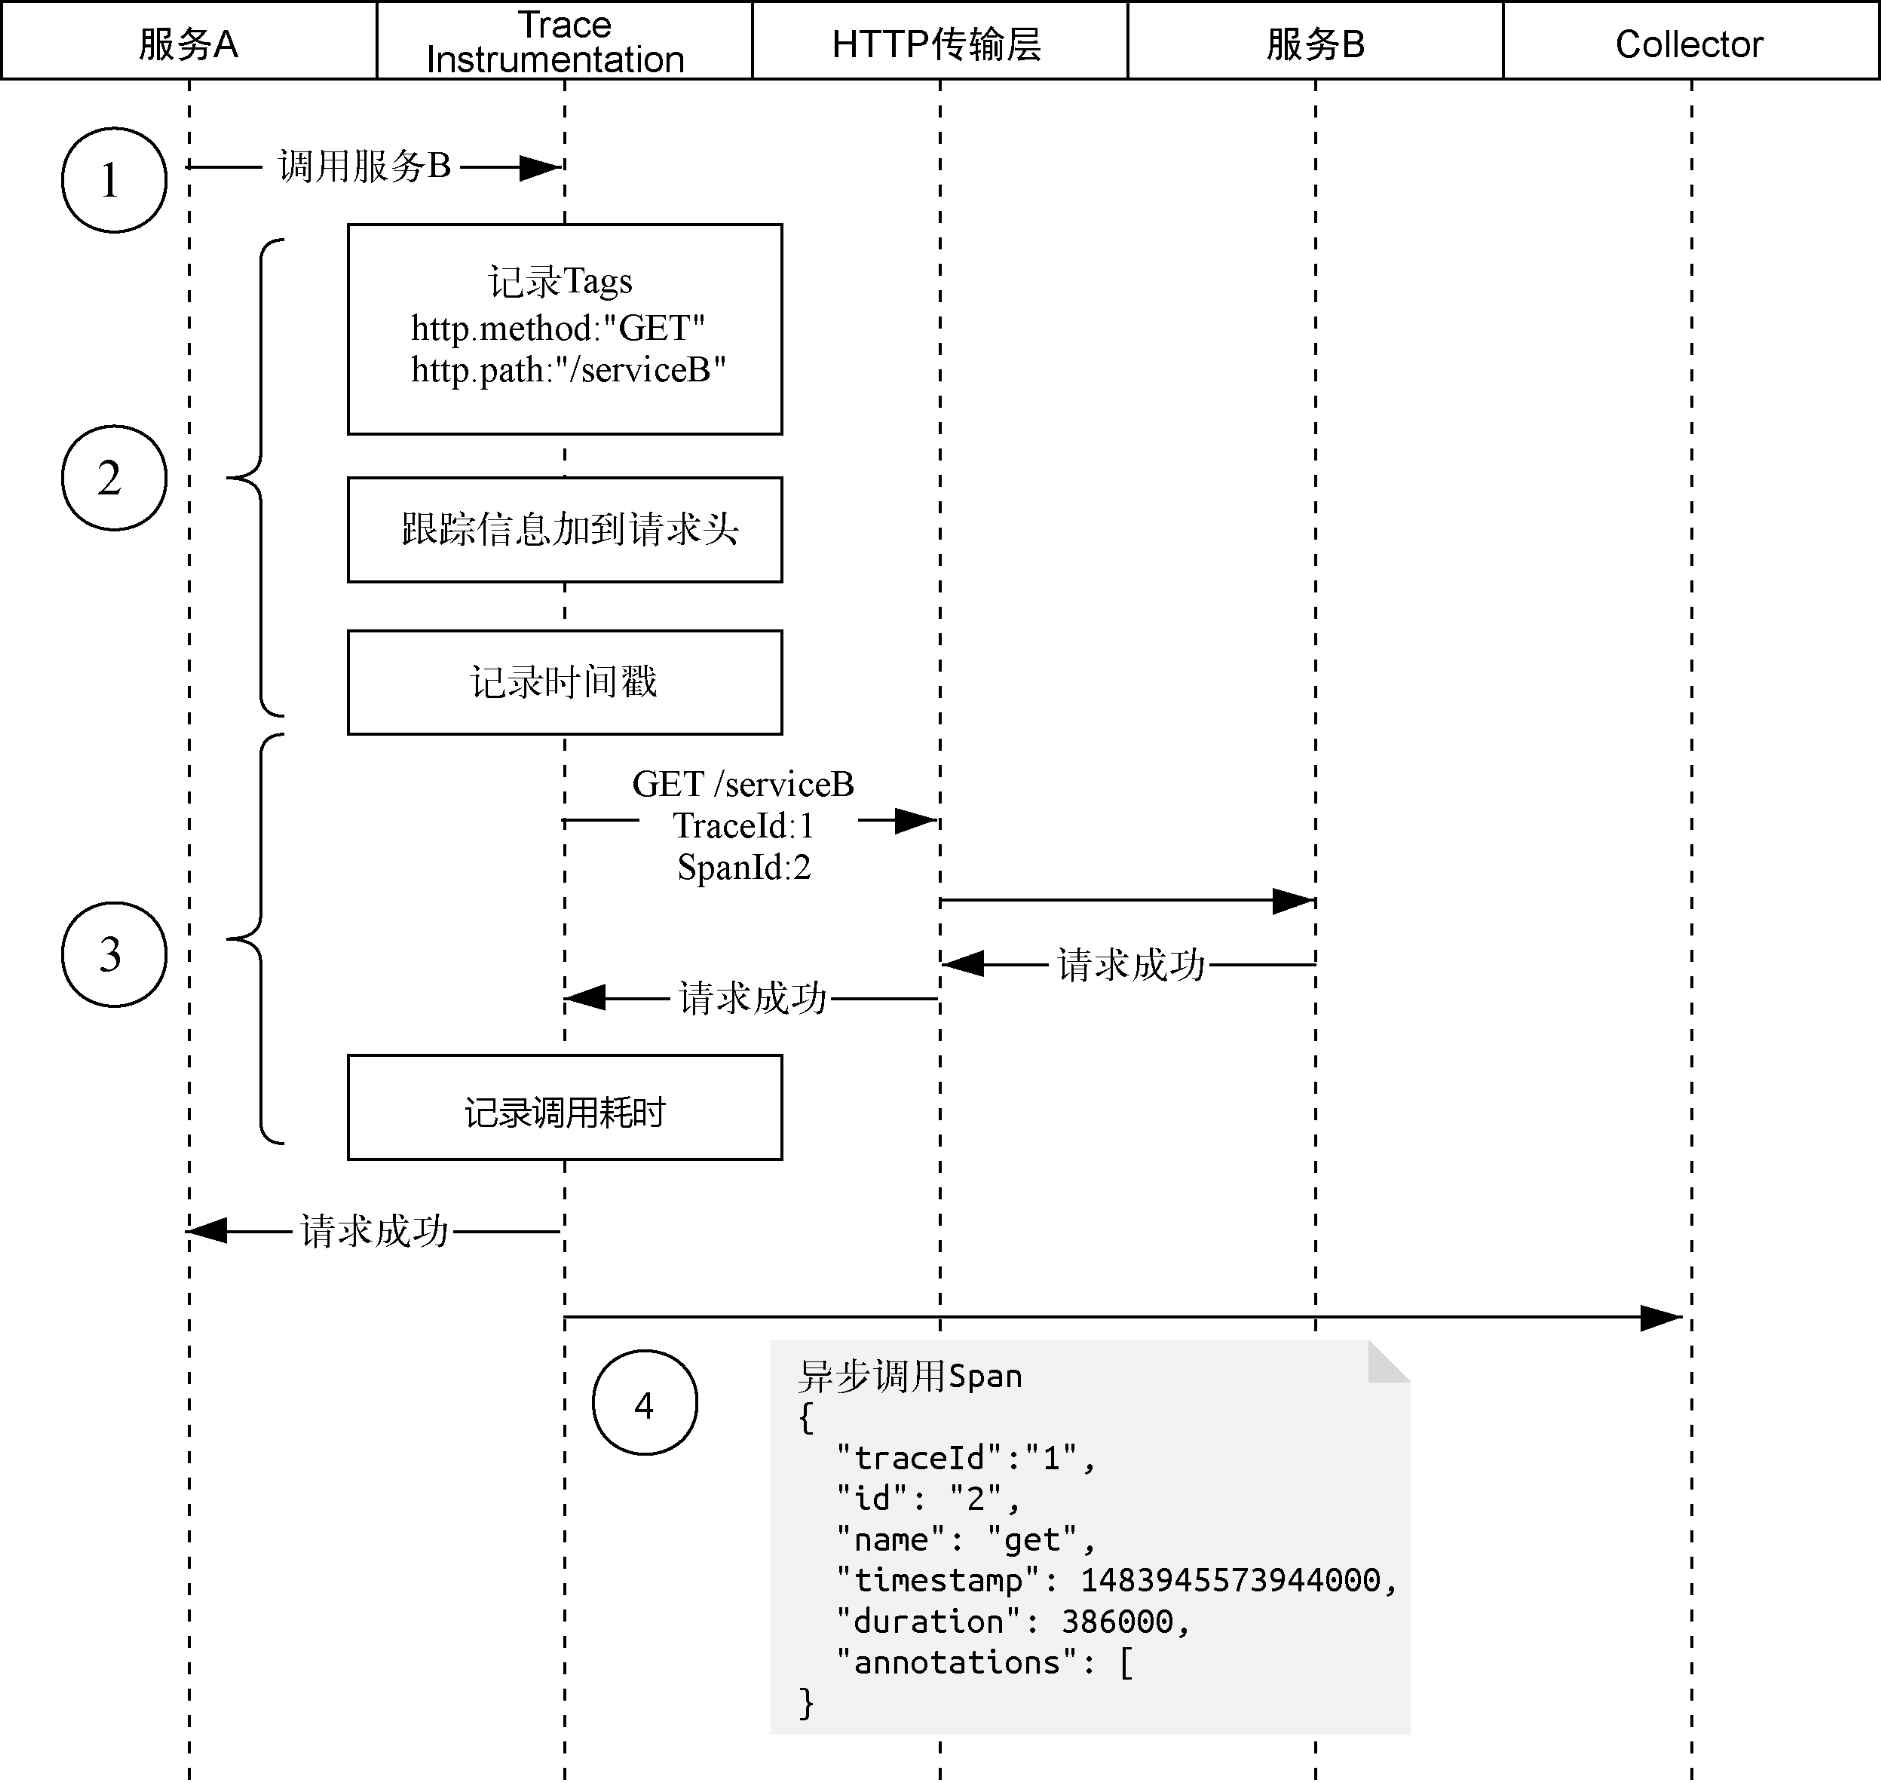 服务A
Trace
Instrumentation
HTTP传输层
服务B
Collector
1
调用服务B
记录Tags
http.method:"GET"
http.path:"/serviceB"
2
跟踪信息加到请求头
记录时间戳
GET /serviceB
TraceId:1
SpanId:2
3
请求成功
请求成功
记录调用耗时
请求成功
4
异步调用Span
{
"traceId":"1",
"id": "2",
"name": "get",
"timestamp": 1483945573944000,
"duration": 386000,
"annotations": [
}